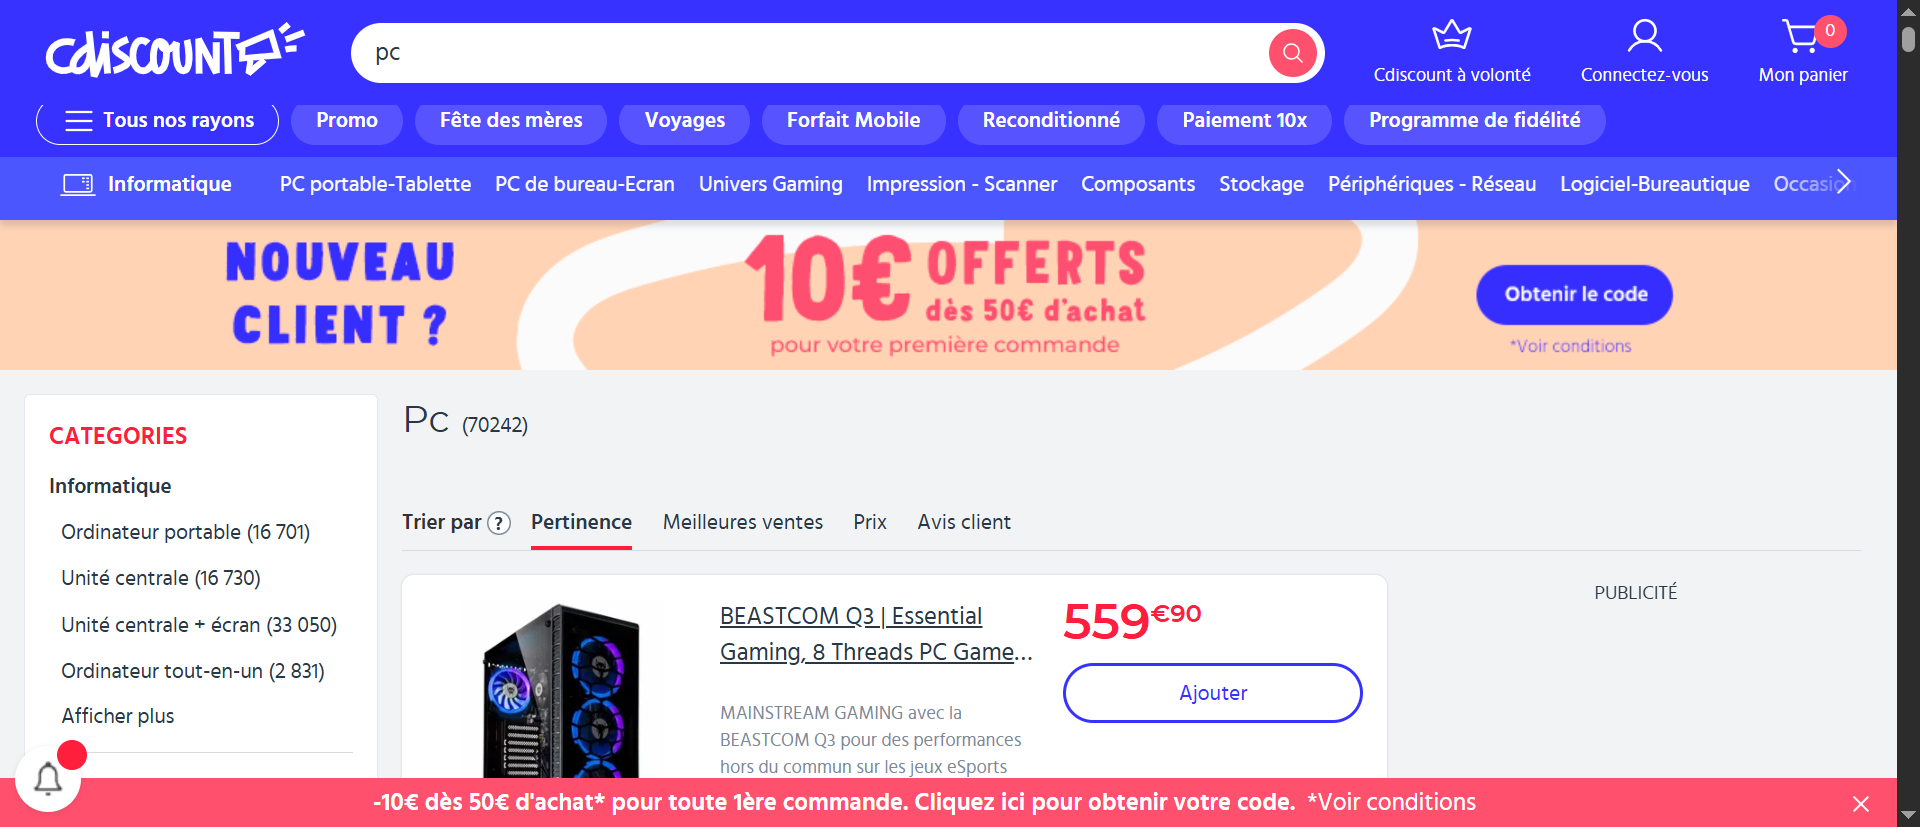 cdiscount
pc
Cdiscount à volonté
Connectez-vous
0
Mon panier
Tous nos rayons
Promo
Fête des mères
Voyages
Forfait Mobile
Reconditionné
Paiement 10x
Programme de fidélité
Informatique
PC portable-Tablette
PC de bureau-Ecran
Univers Gaming
Impression - Scanner
Composants
Stockage
Périphériques - Réseau
Logiciel-Bureautique
NOUVEAU
CLIENT ?
10€ OFFERTS
dès 50€ d'achat
pour votre première commande
Obtenir le code
*Voir conditions
CATEGORIES
Informatique
Ordinateur portable (16 701)
Unité centrale (16 730)
Unité centrale + écran (33 050)
Ordinateur tout-en-un (2 831)
Afficher plus
Pc (70242)
Trier par ?
Pertinence
Meilleures ventes
Prix
Avis client
BEASTCOM Q3 | Essential
Gaming, 8 Threads PC Game...
MAINSTREAM GAMING avec la
BEASTCOM Q3 pour des performances
hors du commun sur les jeux eSports
559€90
Ajouter
PUBLICITÉ
-10€ dès 50€ d'achat* pour toute 1ère commande. Cliquez ici pour obtenir votre code. *Voir conditions